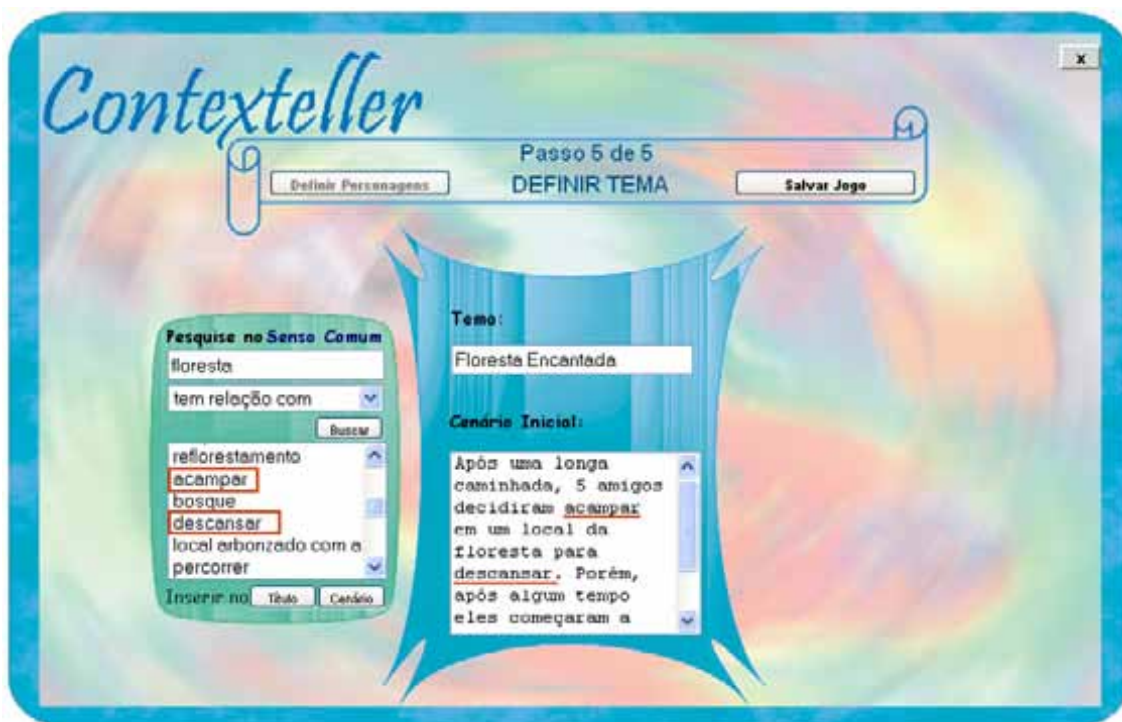 Contexteller
x
Passo 5 de 5
Definir Personagens
DEFINIR TEMA
Salvar Jogo
Pesquise no Senso Comum
floresta
tem relação com
Buscar
reflorestamento
acampar
bosque
descansar
local arborizado com a
percorrer
Inserir no
Título
Cenário
Tema:
Floresta Encantada
Cenário Inicial:
Após uma longa
caminhada, 5 amigos
decidiram acampar
em um local da
floresta para
descansar. Porém,
após algum tempo
eles começaram a